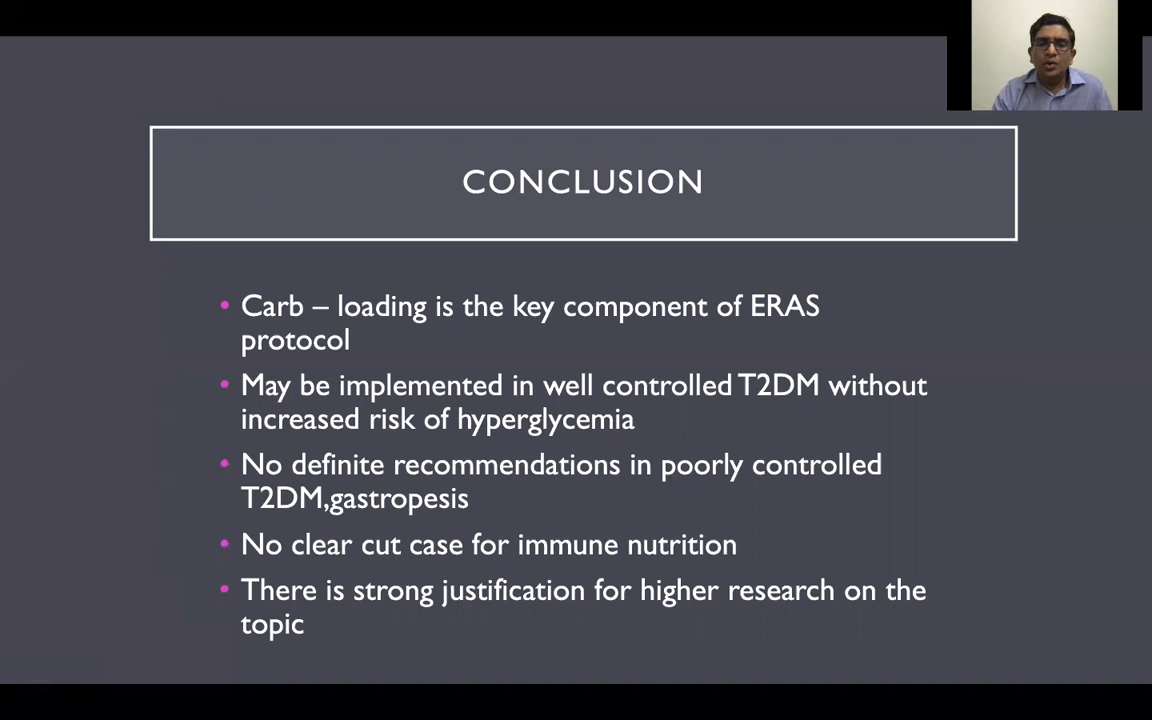 CONCLUSION
• Carb – loading is the key component of ERAS
protocol
• May be implemented in well controlled T2DM without
increased risk of hyperglycemia
• No definite recommendations in poorly controlled
T2DM,gastropesis
• No clear cut case for immune nutrition
• There is strong justification for higher research on the
topic